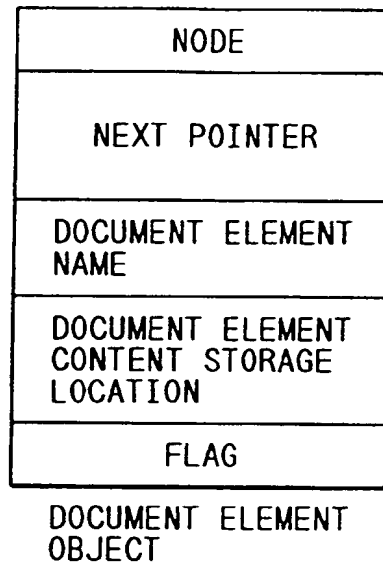 NODE
NEXT POINTER
DOCUMENT ELEMENT
NAME
DOCUMENT ELEMENT
CONTENT STORAGE
LOCATION
FLAG
DOCUMENT ELEMENT
OBJECT